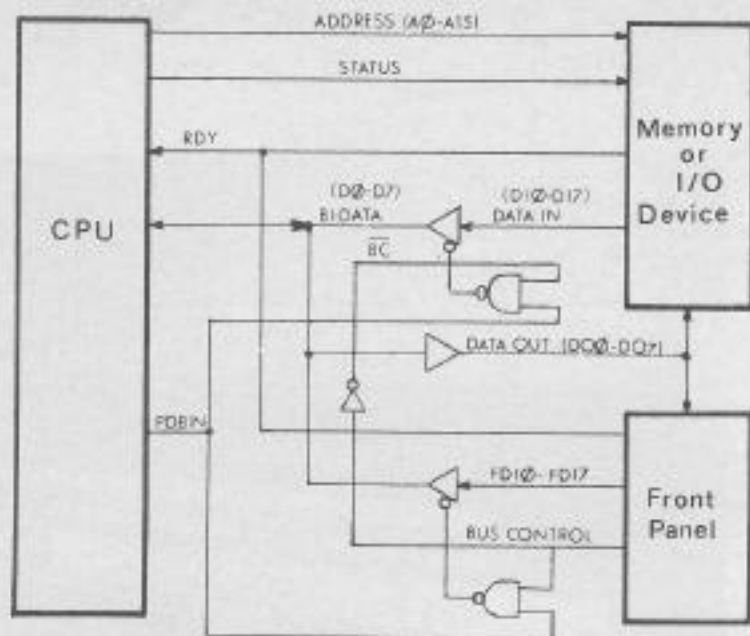 ADDRESS (AØ-A15)
STATUS
RDY
Memory
or
I/O
Device
CPU
(DØ-D7)
BIDATA
(DIØ-DI7)
DATA IN
BC
DATA OUT (DOØ-DO7)
PDBIN
FDIØ-FDI7
Front
Panel
BUS CONTROL